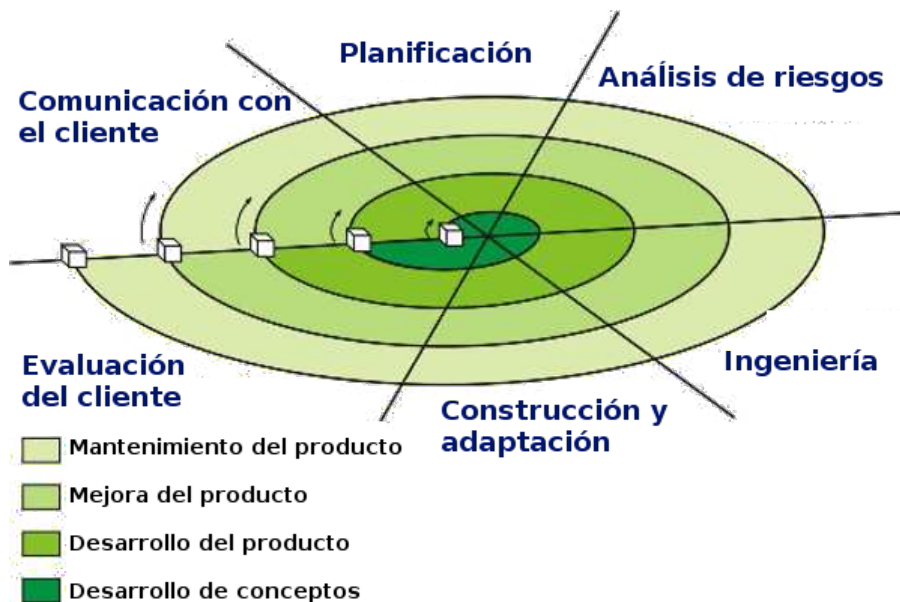 Planificación
Análisis de riesgos
Comunicación con
el cliente
Ingeniería
Evaluación
del cliente
Construcción y
adaptación
Mantenimiento del producto
Mejora del producto
Desarrollo del producto
Desarrollo de conceptos